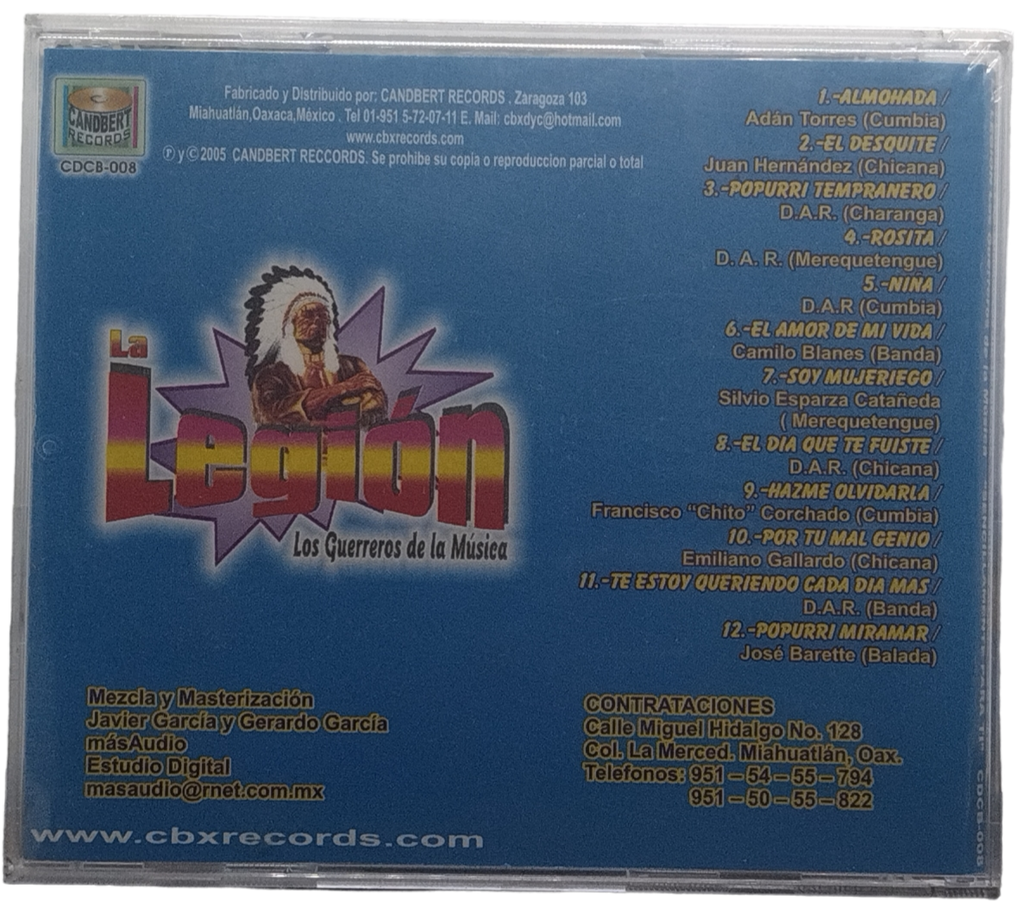 CANDBERT
RECORDS
CDCB-008
Fabricado y Distribuido por: CANDBERT RECORDS . Zaragoza 103
Miahuatlán,Oaxaca,México . Tel 01-951 5-72-07-11 E. Mail: cbxdyc@hotmail.com
www.cbxrecords.com
Ⓟ y © 2005 CANDBERT RECCORDS. Se prohibe su copia o reproduccion parcial o total
1.-ALMOHADA /
Adán Torres (Cumbia)
2.-EL DESQUITE /
Juan Hernández (Chicana)
3.-POPURRI TEMPRANERO /
D.A.R. (Charanga)
4.-ROSITA /
D. A. R. (Merequetengue)
5.-NIÑA /
D.A.R (Cumbia)
6.-EL AMOR DE MI VIDA /
Camilo Blanes (Banda)
7.-SOY MUJERIEGO /
Silvio Esparza Catañeda
( Merequetengue)
8.-EL DIA QUE TE FUISTE /
D.A.R. (Chicana)
9.-HAZME OLVIDARLA /
Francisco "Chito" Corchado (Cumbia)
10.-POR TU MAL GENIO /
Emiliano Gallardo (Chicana)
11.-TE ESTOY QUERIENDO CADA DIA MAS /
D.A.R. (Banda)
12.-POPURRI MIRAMAR /
José Barette (Balada)
La
Legión
Los Guerreros de la Música
Mezcla y Masterización
Javier García y Gerardo García
másAudio
Estudio Digital
masaudio@rnet.com.mx
CONTRATACIONES
Calle Miguel Hidalgo No. 128
Col. La Merced. Miahuatlán, Oax.
Telefonos: 951 – 54 – 55 – 794
951 – 50 – 55 – 822
www.cbxrecords.com
PARA TI" CDCB-008